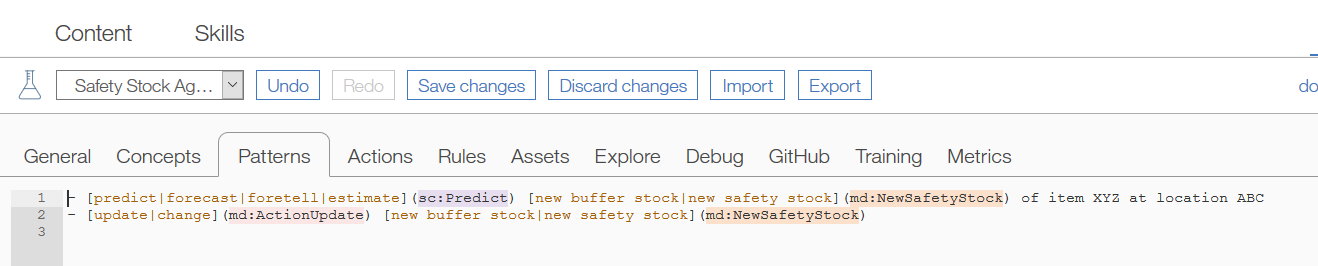 Content Skills
Safety Stock Ag... Undo Redo Save changes Discard changes Import Export do
General Concepts Patterns Actions Rules Assets Explore Debug GitHub Training Metrics
1 - [predict|forecast|foretell|estimate](sc:Predict) [new buffer stock|new safety stock](md:NewSafetyStock) of item XYZ at location ABC
2 - [update|change](md:ActionUpdate) [new buffer stock|new safety stock](md:NewSafetyStock)
3